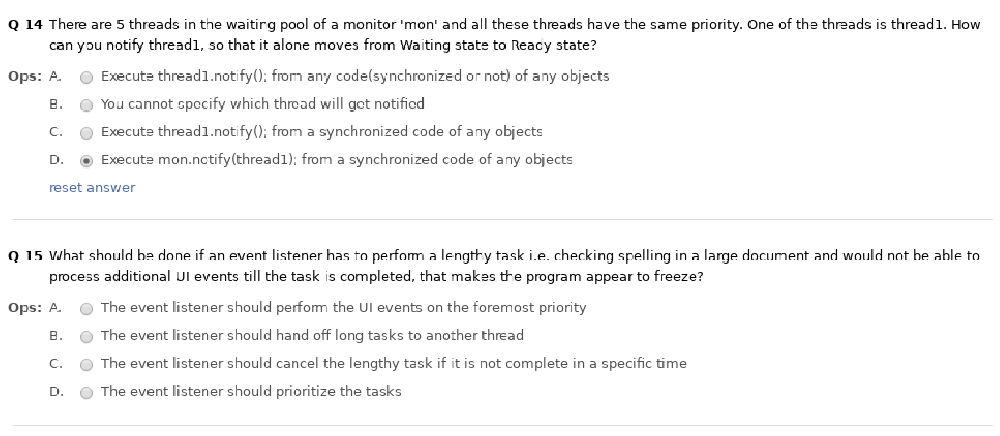 Q 14 There are 5 threads in the waiting pool of a monitor 'mon' and all these threads have the same priority. One of the threads is thread1. How
can you notify thread1, so that it alone moves from Waiting state to Ready state?
Ops: A. Execute thread1.notify(); from any code(synchronized or not) of any objects
B. You cannot specify which thread will get notified
C. Execute thread1.notify(); from a synchronized code of any objects
D. Execute mon.notify(thread1); from a synchronized code of any objects
reset answer
Q 15 What should be done if an event listener has to perform a lengthy task i.e. checking spelling in a large document and would not be able to
process additional UI events till the task is completed, that makes the program appear to freeze?
Ops: A. The event listener should perform the UI events on the foremost priority
B. The event listener should hand off long tasks to another thread
C. The event listener should cancel the lengthy task if it is not complete in a specific time
D. The event listener should prioritize the tasks